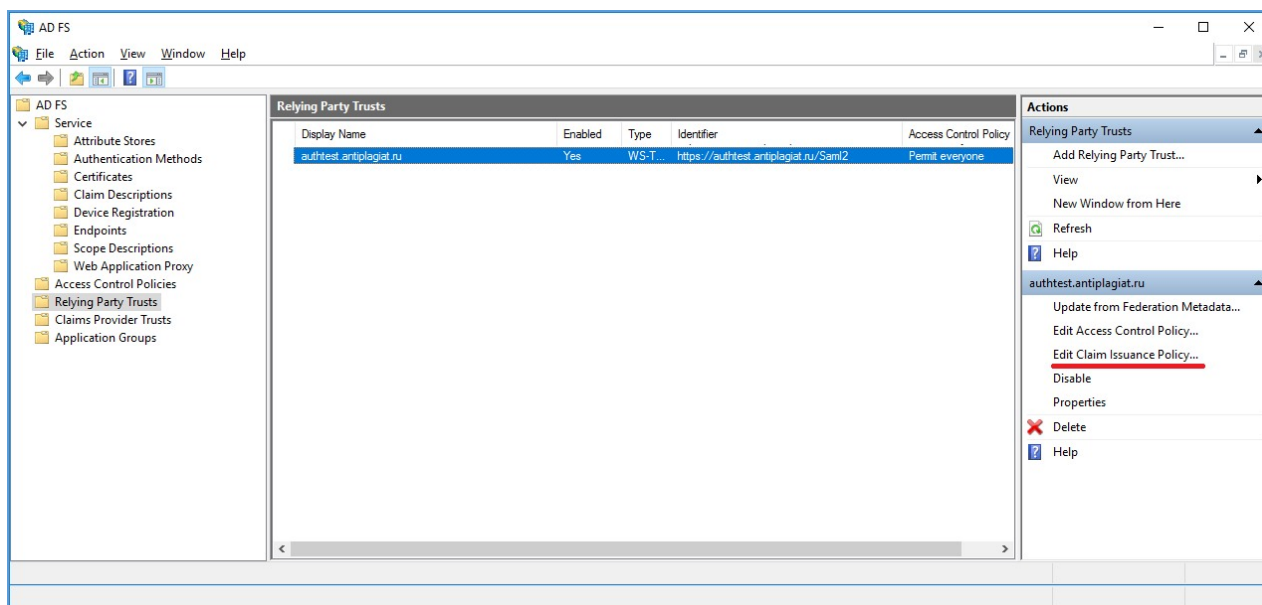 AD FS
File Action View Window Help
AD FS
Service
Attribute Stores
Authentication Methods
Certificates
Claim Descriptions
Device Registration
Endpoints
Scope Descriptions
Web Application Proxy
Access Control Policies
Relying Party Trusts
Claims Provider Trusts
Application Groups
Relying Party Trusts
Display Name Enabled Type Identifier Access Control Policy
authtest.antiplagiat.ru Yes WS-T... https://authtest.antiplagiat.ru/Saml2 Permit everyone
Actions
Relying Party Trusts
Add Relying Party Trust...
View
New Window from Here
Refresh
Help
authtest.antiplagiat.ru
Update from Federation Metadata...
Edit Access Control Policy...
Edit Claim Issuance Policy...
Disable
Properties
Delete
Help